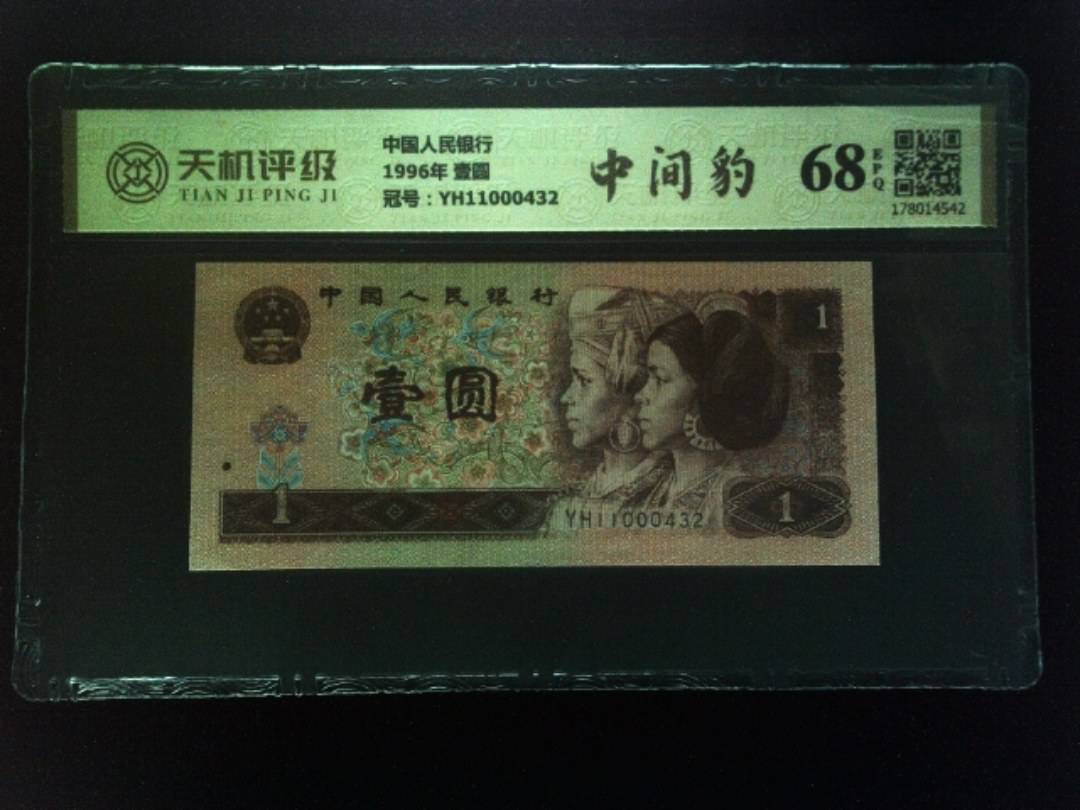 天机评级
TIAN JI PING JI
中国人民银行
1996年 壹圆
冠号：YH11000432
中间豹
68
EPQ
178014542
中国人民银行
壹圆
1
1
YH11000432
1